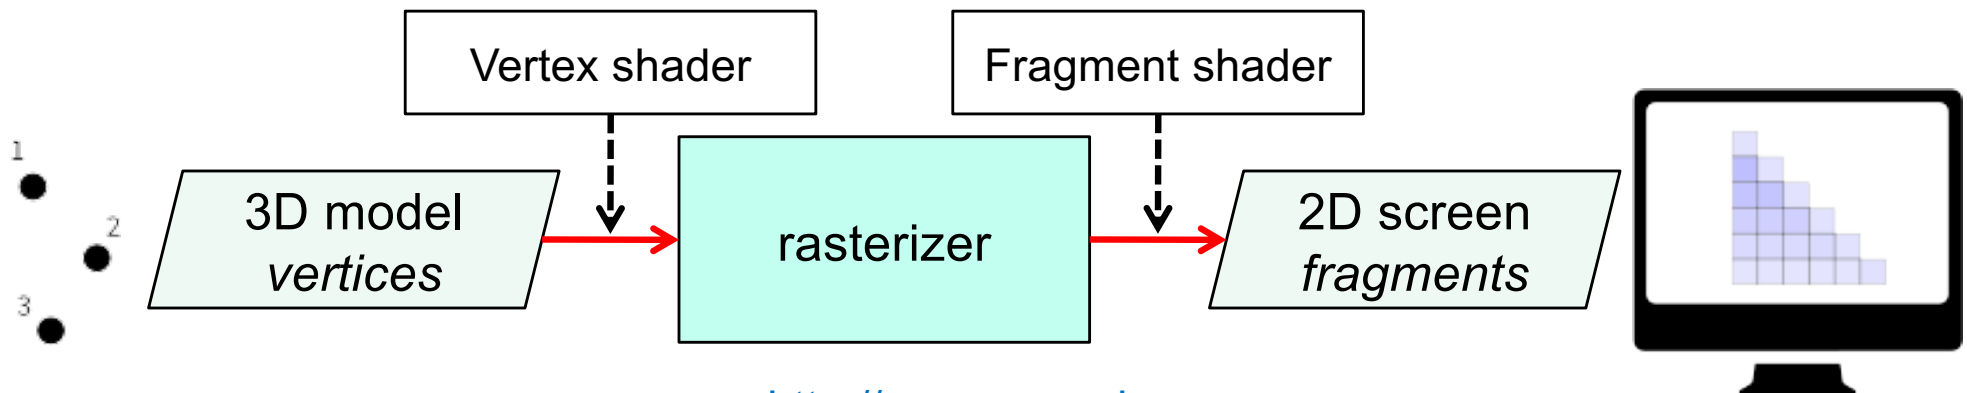 Vertex shader
Fragment shader
1
2
3
3D model
vertices
rasterizer
2D screen
fragments